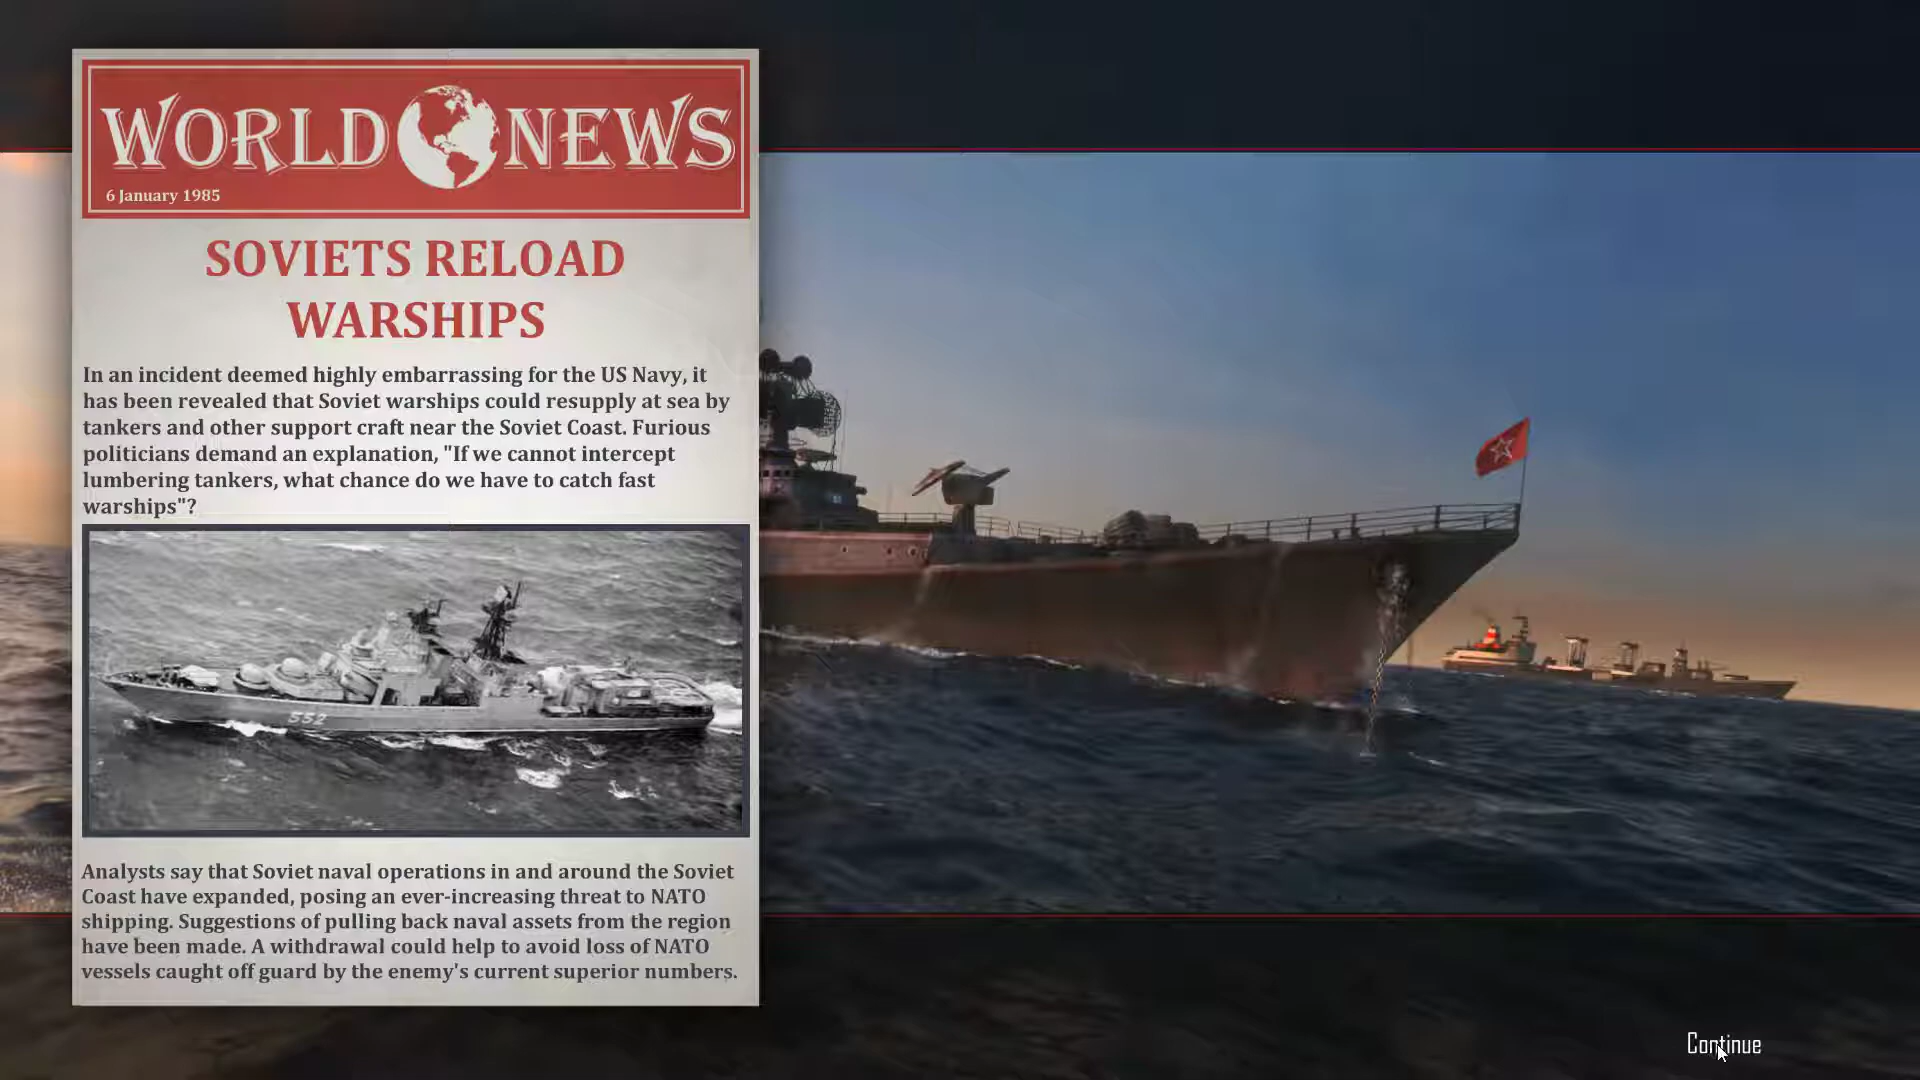 WORLD NEWS
6 January 1985
SOVIETS RELOAD
WARSHIPS
In an incident deemed highly embarrassing for the US Navy, it
has been revealed that Soviet warships could resupply at sea by
tankers and other support craft near the Soviet Coast. Furious
politicians demand an explanation, "If we cannot intercept
lumbering tankers, what chance do we have to catch fast
warships"?
552
Analysts say that Soviet naval operations in and around the Soviet
Coast have expanded, posing an ever-increasing threat to NATO
shipping. Suggestions of pulling back naval assets from the region
have been made. A withdrawal could help to avoid loss of NATO
vessels caught off guard by the enemy's current superior numbers.
Continue